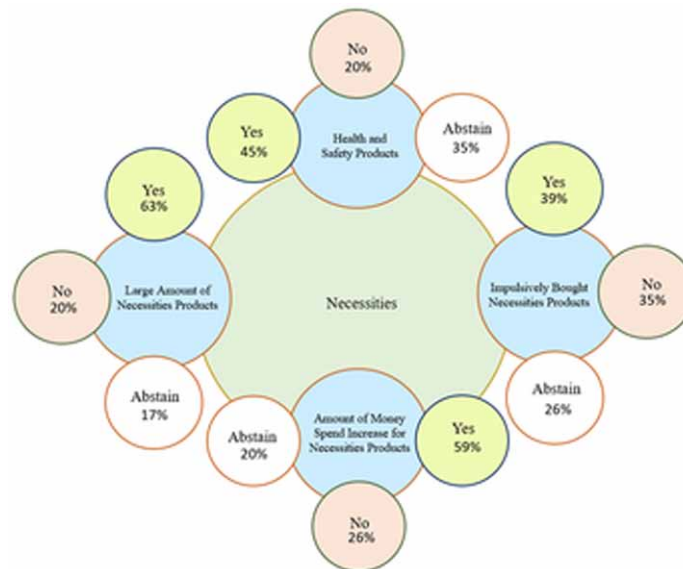 No
20%
Yes
45%
Health and
Safety Products
Abstain
35%
Yes
63%
Yes
39%
No
20%
Large Amount of
Necessities Products
Necessities
Impulsively Bought
Necessities Products
No
35%
Abstain
17%
Abstain
20%
Amount of Money
Spend Increase for
Necessities Products
Yes
59%
Abstain
26%
No
26%